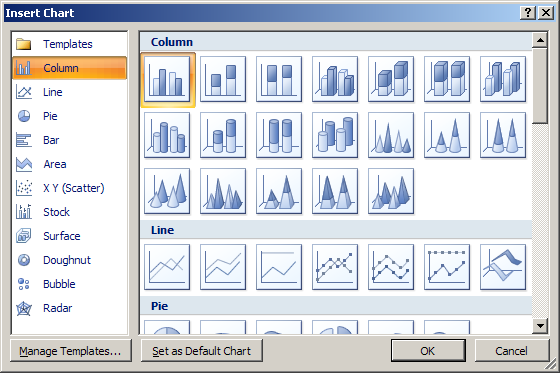 Insert Chart
Templates
Column
Line
Pie
Bar
Area
X Y (Scatter)
Stock
Surface
Doughnut
Bubble
Radar
Column
Line
Pie
Manage Templates...
Set as Default Chart
OK
Cancel